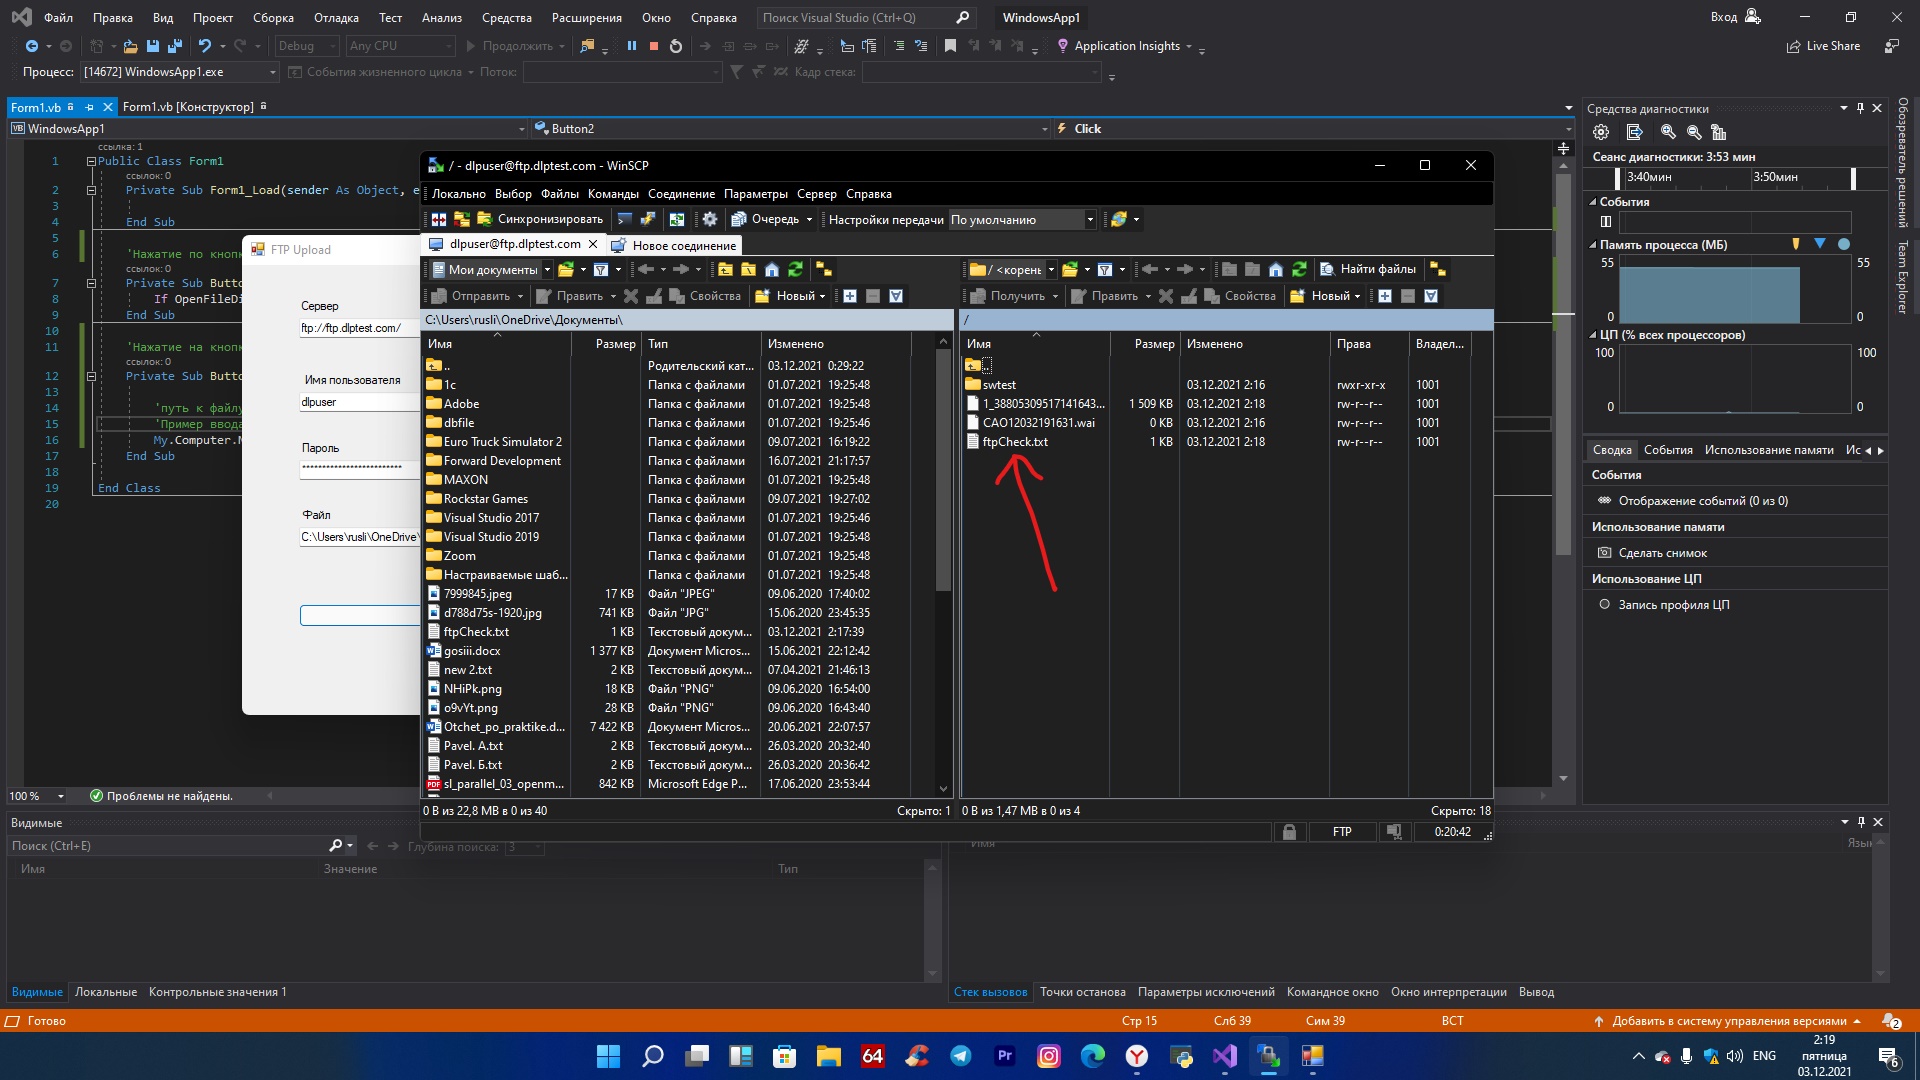 Файл Правка Вид Проект Сборка Отладка Тест Анализ Средства Расширения Окно Справка Поиск Visual Studio (Ctrl+Q) WindowsApp1 Вход
Debug Any CPU Продолжить Application Insights Live Share
Процесс: [14672] WindowsApp1.exe События жизненного цикла Поток: Кадр стека:
Form1.vb Form1.vb [Конструктор]
WindowsApp1 Button2 Click
ссылка: 1
1 Public Class Form1
ссылок: 0
2 Private Sub Form1_Load(sender As Object, e
3
4 End Sub
5
6 'Нажатие по кнопк
ссылок: 0
7 Private Sub Butto
8 If OpenFileDi
9 End Sub
10
11 'Нажатие на кнопк
ссылок: 0
12 Private Sub Butto
13
14 'путь к файлу
15 'Пример ввода
16 My.Computer.N
17 End Sub
18
19 End Class
20
FTP Upload
Сервер
ftp://ftp.dlptest.com/
Имя пользователя
dlpuser
Пароль
Файл
C:\Users\rusli\OneDrive\
/ - dlpuser@ftp.dlptest.com - WinSCP
Локально Выбор Файлы Команды Соединение Параметры Сервер Справка
Синхронизировать Очередь Настройки передачи По умолчанию
dlpuser@ftp.dlptest.com Новое соединение
Мои документы
Отправить Править Свойства Новый
C:\Users\rusli\OneDrive\Документы\
Имя Размер Тип Изменено
.. Родительский кат... 03.12.2021 0:29:22
1c Папка с файлами 01.07.2021 19:25:48
Adobe Папка с файлами 01.07.2021 19:25:48
dbfile Папка с файлами 01.07.2021 19:25:46
Euro Truck Simulator 2 Папка с файлами 09.07.2021 16:19:22
Forward Development Папка с файлами 16.07.2021 21:17:57
MAXON Папка с файлами 01.07.2021 19:25:48
Rockstar Games Папка с файлами 09.07.2021 19:27:02
Visual Studio 2017 Папка с файлами 01.07.2021 19:25:46
Visual Studio 2019 Папка с файлами 01.07.2021 19:25:48
Zoom Папка с файлами 01.07.2021 19:25:48
Настраиваемые шаб... Папка с файлами 01.07.2021 19:25:48
7999845.jpeg 17 KB Файл "JPEG" 09.06.2020 17:40:02
d788d75s-1920.jpg 741 KB Файл "JPG" 15.06.2020 23:45:35
ftpCheck.txt 1 KB Текстовый докум... 03.12.2021 2:17:39
gosiii.docx 1 377 KB Документ Micros... 15.06.2021 22:12:42
new 2.txt 2 KB Текстовый докум... 07.04.2021 21:46:13
NHiPk.png 18 KB Файл "PNG" 09.06.2020 16:54:00
o9vYt.png 28 KB Файл "PNG" 09.06.2020 16:43:40
Otchet_po_praktike.d... 7 422 KB Документ Micros... 20.06.2021 22:07:57
Pavel. A.txt 2 KB Текстовый докум... 26.03.2020 20:32:40
Pavel. Б.txt 2 KB Текстовый докум... 26.03.2020 20:36:42
sl_parallel_03_openm... 842 KB Microsoft Edge P... 17.06.2020 23:53:44
0 B из 22,8 MB в 0 из 40 Скрыто: 1
/ <корень Найти файлы
Получить Править Свойства Новый
/
Имя Размер Изменено Права Владел...
..
swtest 03.12.2021 2:16 rwxr-xr-x 1001
1_38805309517141643... 1 509 KB 03.12.2021 2:18 rw-r--r-- 1001
CAO12032191631.wai 0 KB 03.12.2021 2:16 rw-r--r-- 1001
ftpCheck.txt 1 KB 03.12.2021 2:18 rw-r--r-- 1001
0 B из 1,47 MB в 0 из 4 Скрыто: 18
FTP 0:20:42
Средства диагностики
Сеанс диагностики: 3:53 мин
3:40мин 3:50мин
События
Память процесса (МБ)
55 55
0 0
ЦП (% всех процессоров)
100 100
0 0
Сводка События Использование памяти Ис
События
Отображение событий (0 из 0)
Использование памяти
Сделать снимок
Использование ЦП
Запись профиля ЦП
Обозреватель решений
Team Explorer
100 % Проблемы не найдены.
Видимые
Поиск (Ctrl+E) Глубина поиска: 3
Имя Значение Тип
Имя Язык
Видимые Локальные Контрольные значения 1
Стек вызовов Точки останова Параметры исключений Командное окно Окно интерпретации Вывод
Готово Стр 15 Слб 39 Сим 39 ВСТ Добавить в систему управления версиями 2
64 Pr ENG
2:19
пятница
03.12.2021
6